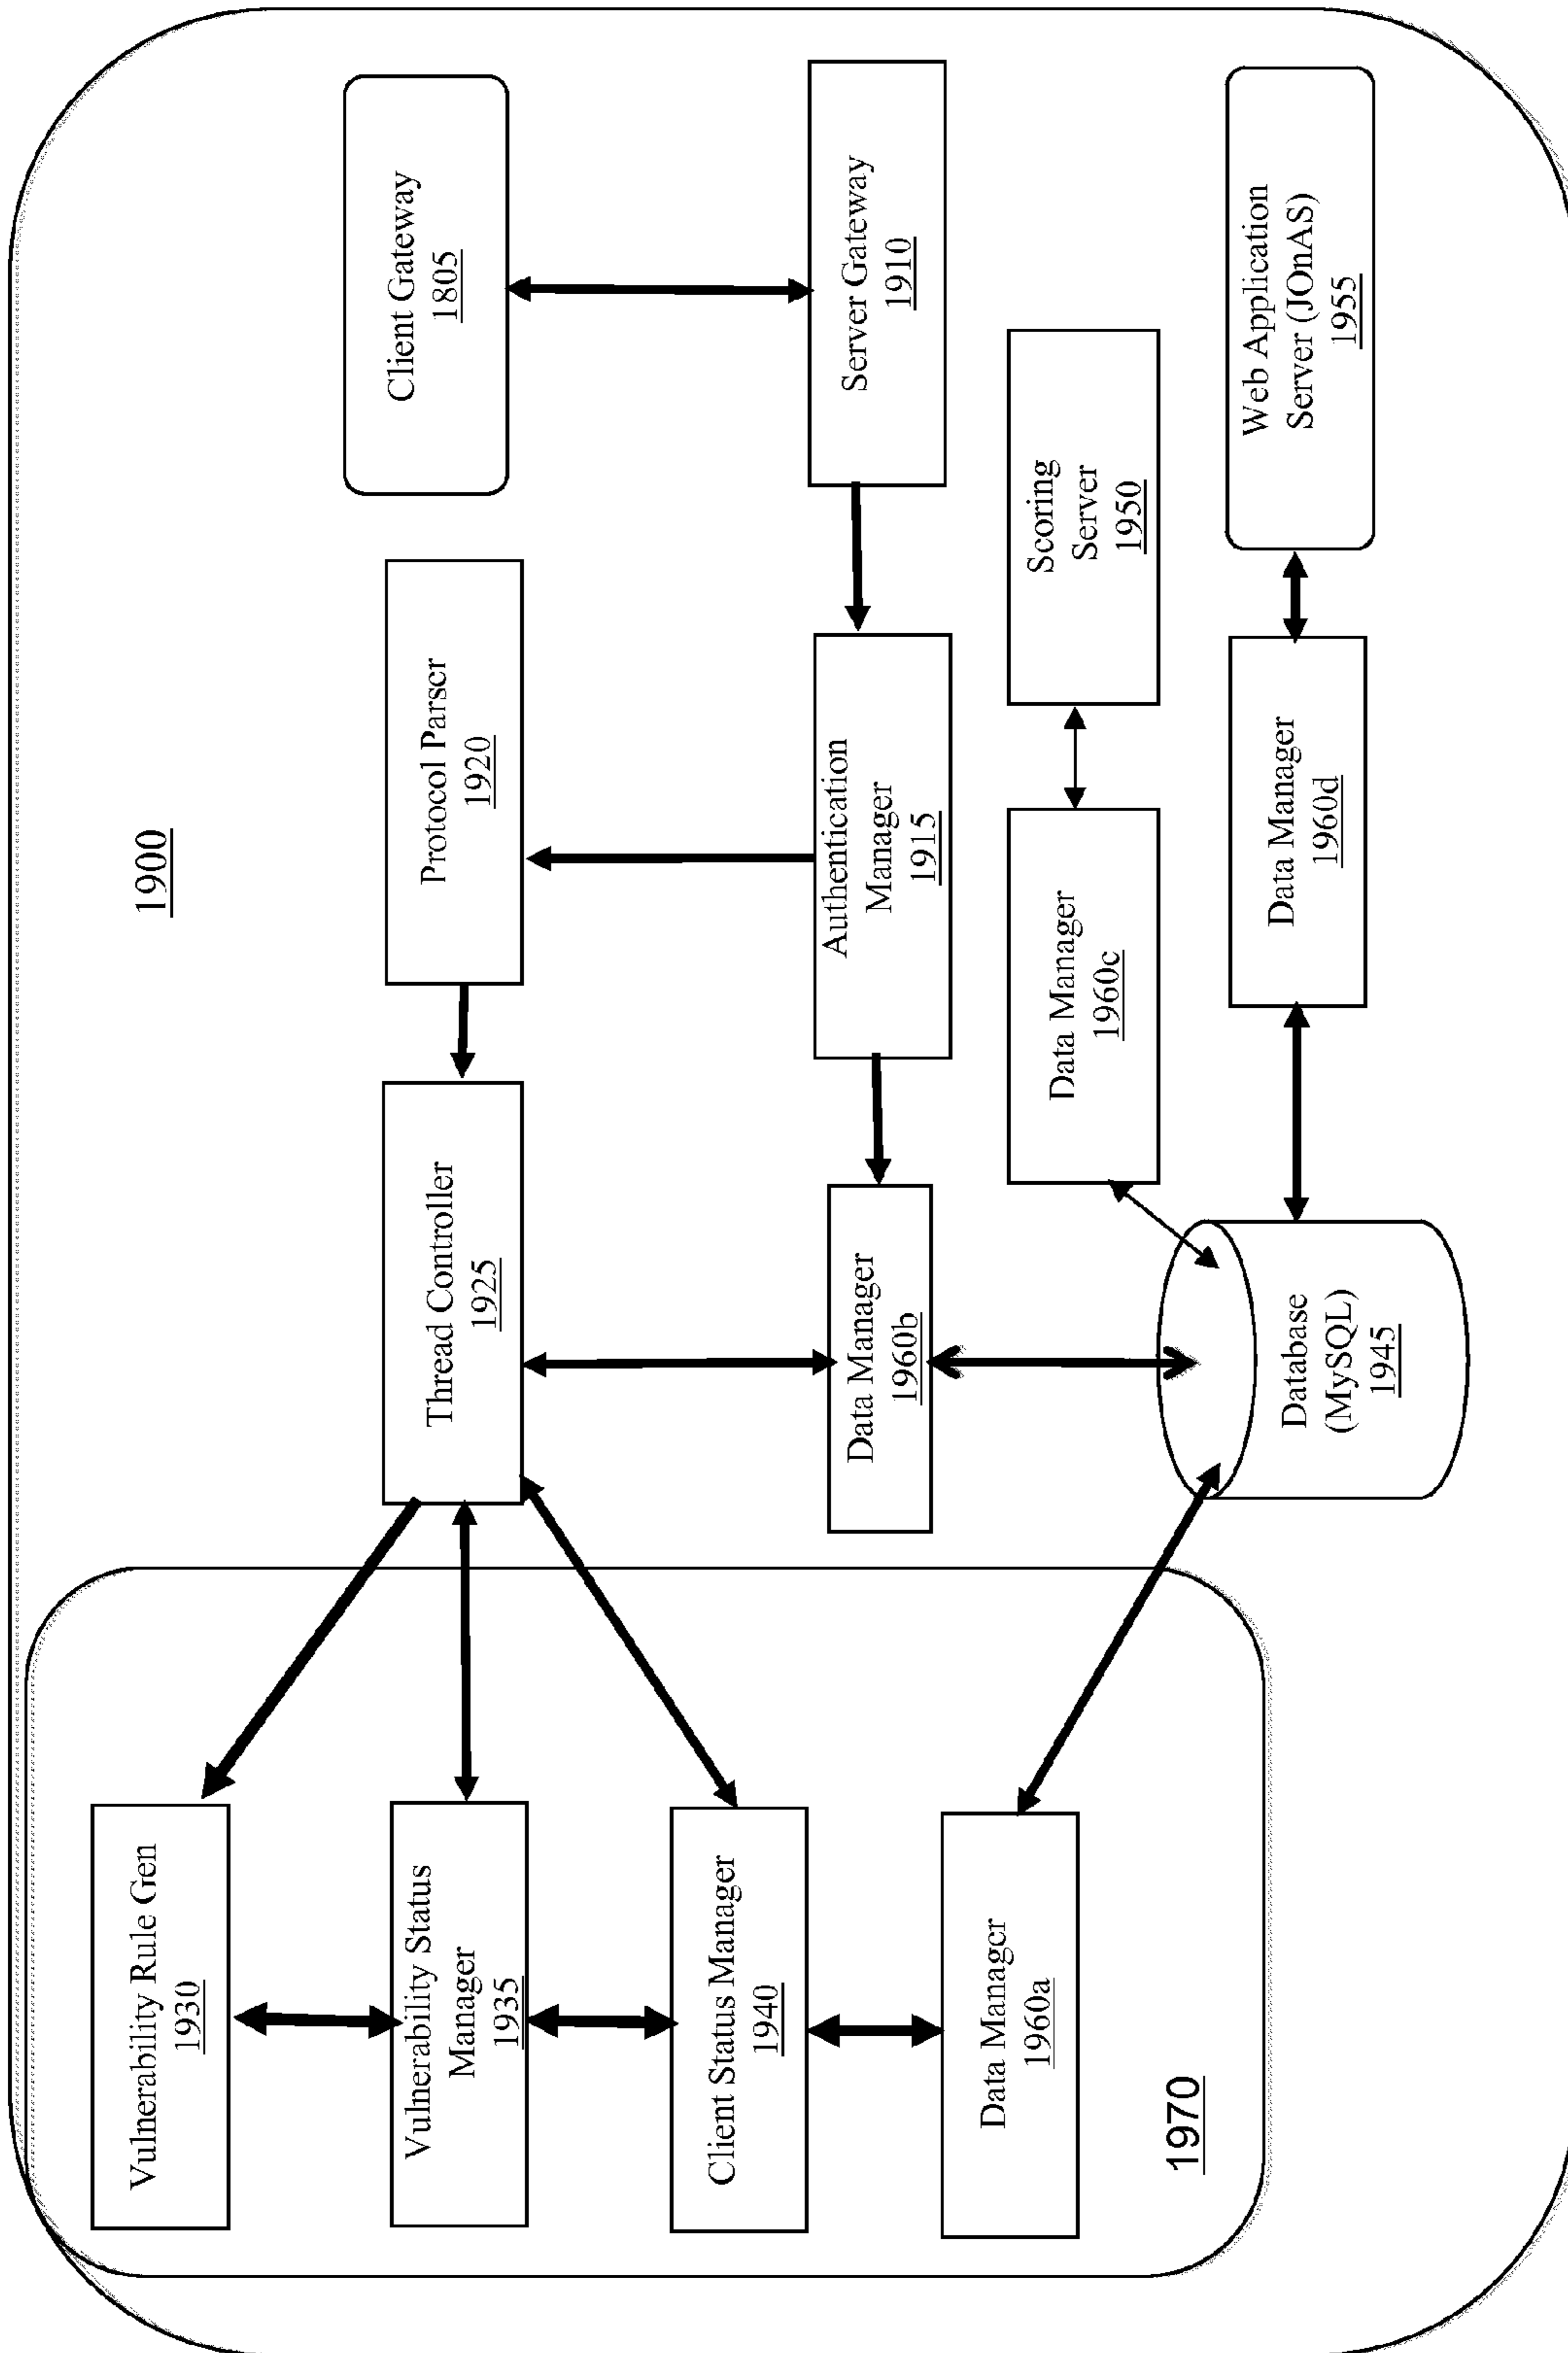 1900
Vulnerability Rule Gen
1930
Vulnerability Status
Manager
1935
Client Status Manager
1940
Data Manager
1960a
1970
Thread Controller
1925
Protocol Parser
1920
Client Gateway
1805
Data Manager
1960b
Authentication
Manager
1915
Server Gateway
1910
Data Manager
1960c
Scoring
Server
1950
Database
(MySQL)
1945
Data Manager
1960d
Web Application
Server (JOnAS)
1955